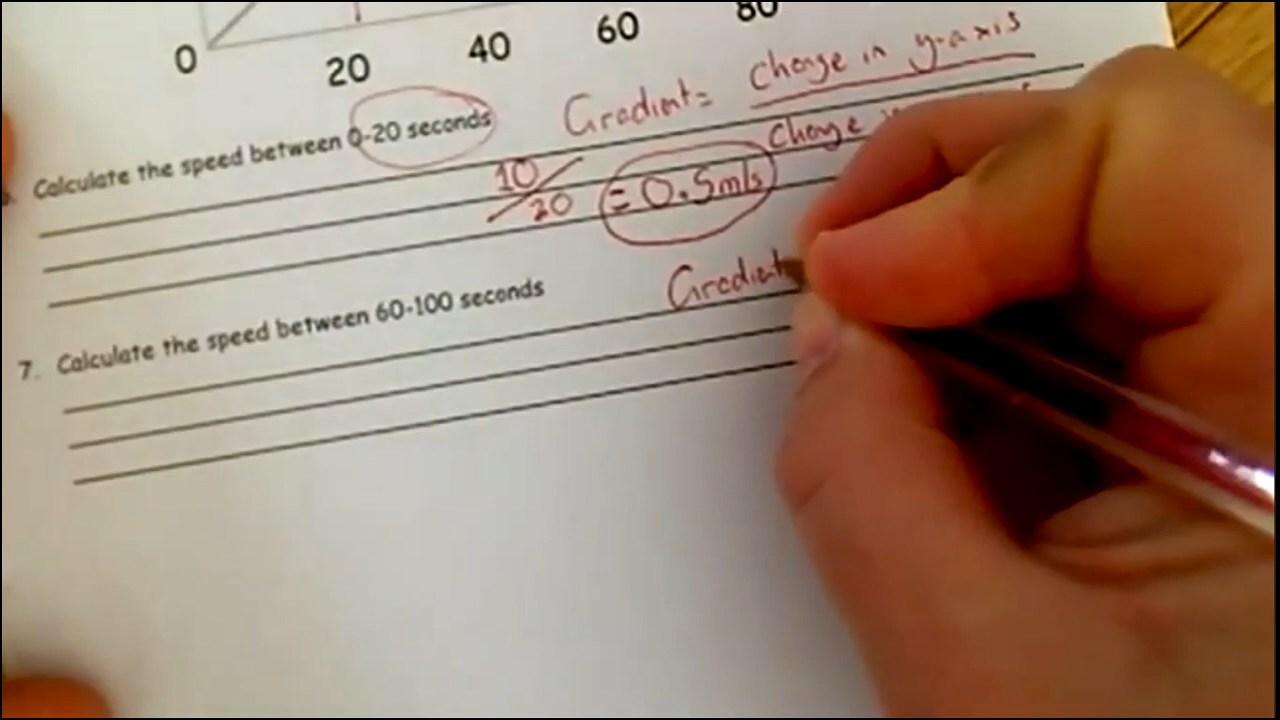 0 20 40 60 80
Gradient = Change in y-axis
Change
Calculate the speed between 0-20 seconds
10/20 = 0.5m/s
Gradient
7. Calculate the speed between 60-100 seconds